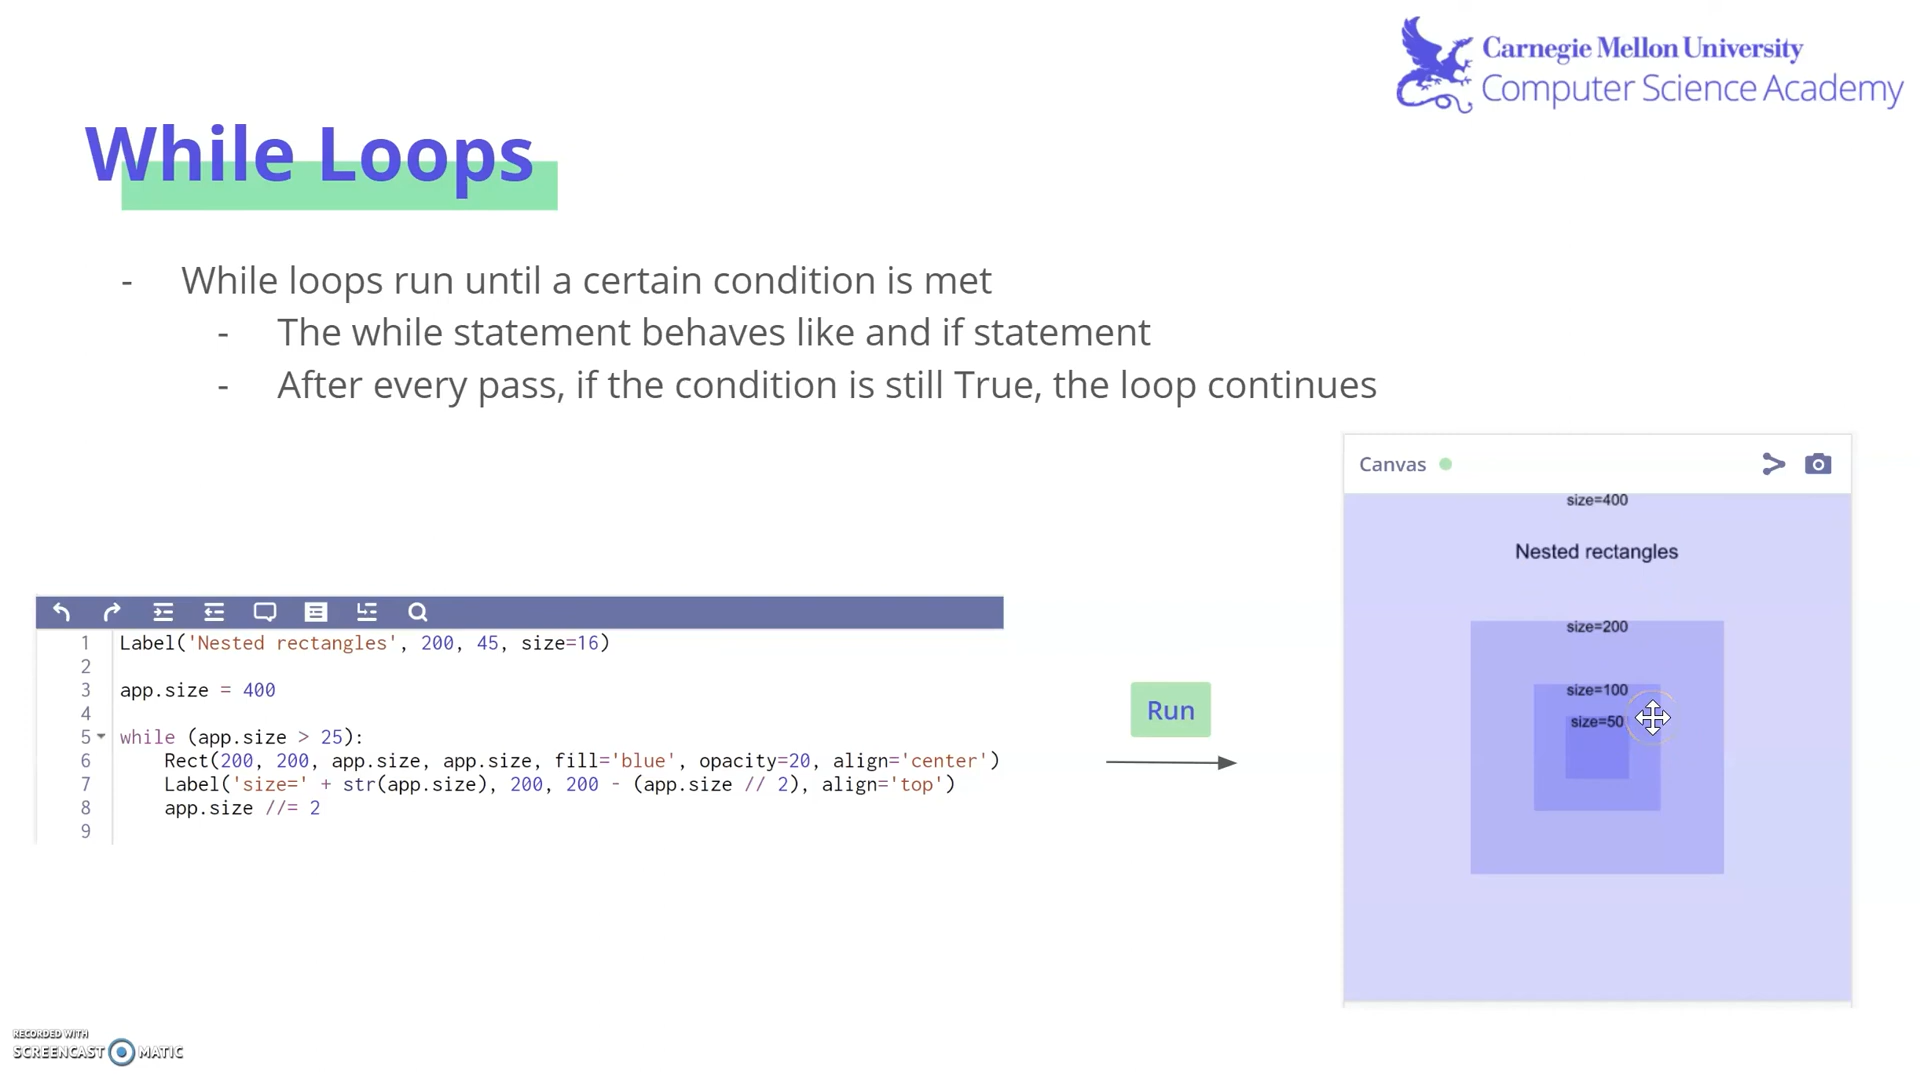 Carnegie Mellon University
Computer Science Academy
While Loops
- While loops run until a certain condition is met
- The while statement behaves like and if statement
- After every pass, if the condition is still True, the loop continues
1 Label('Nested rectangles', 200, 45, size=16)
2
3 app.size = 400
4
5 while (app.size > 25):
6 Rect(200, 200, app.size, app.size, fill='blue', opacity=20, align='center')
7 Label('size=' + str(app.size), 200, 200 - (app.size // 2), align='top')
8 app.size //= 2
9
Run
Canvas
size=400
Nested rectangles
size=200
size=100
size=50
RECORDED WITH
SCREENCAST MATIC